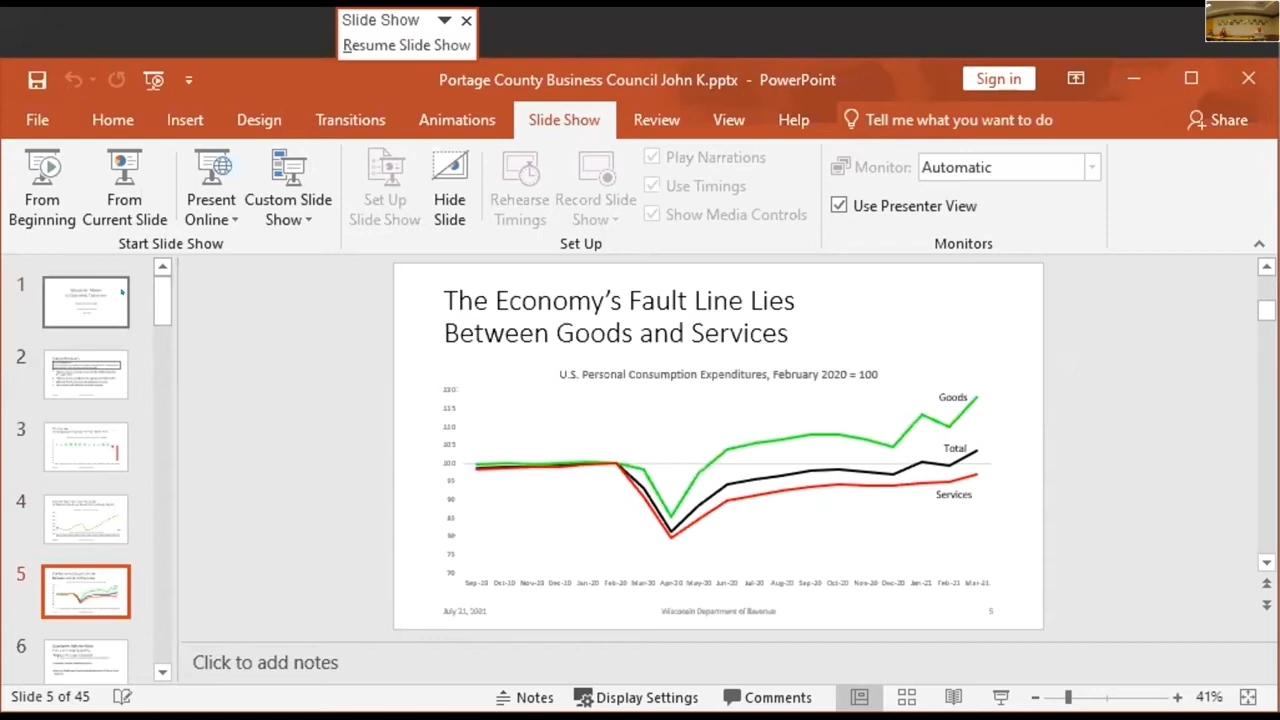 Slide Show
Resume Slide Show
Portage County Business Council John K.pptx - PowerPoint
Sign in
File Home Insert Design Transitions Animations Slide Show Review View Help Tell me what you want to do Share
From Beginning
From Current Slide
Present Online
Custom Slide Show
Set Up Slide Show
Hide Slide
Rehearse Timings
Record Slide Show
Play Narrations
Use Timings
Show Media Controls
Monitor: Automatic
Use Presenter View
Start Slide Show
Set Up
Monitors
1
2
3
4
5
6
The Economy's Fault Line Lies
Between Goods and Services
U.S. Personal Consumption Expenditures, February 2020 = 100
Goods
Total
Services
120
115
110
105
100
95
90
85
80
75
70
Oct-20 Nov-20 Dec-20 Jan-20 Feb-20 Mar-20 Apr-20 May-20 Jun-20 Jul-20 Aug-20 Sep-20 Oct-20 Nov-20 Dec-20 Jan-21 Feb-21 Mar-21
July 21, 2021
Wisconsin Department of Revenue
5
Click to add notes
Slide 5 of 45
Notes
Display Settings
Comments
41%